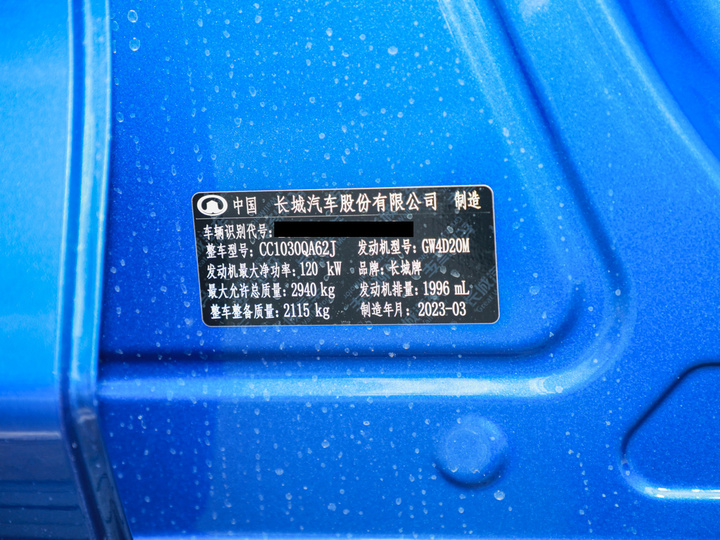 中国 长城汽车股份有限公司 制造
车辆识别代号:
整车型号: CC1030QA62J 发动机型号: GW4D20M
发动机最大净功率: 120 kW 品牌: 长城牌
最大允许总质量: 2940 kg 发动机排量: 1996 mL
整车整备质量: 2115 kg 制造年月: 2023-03